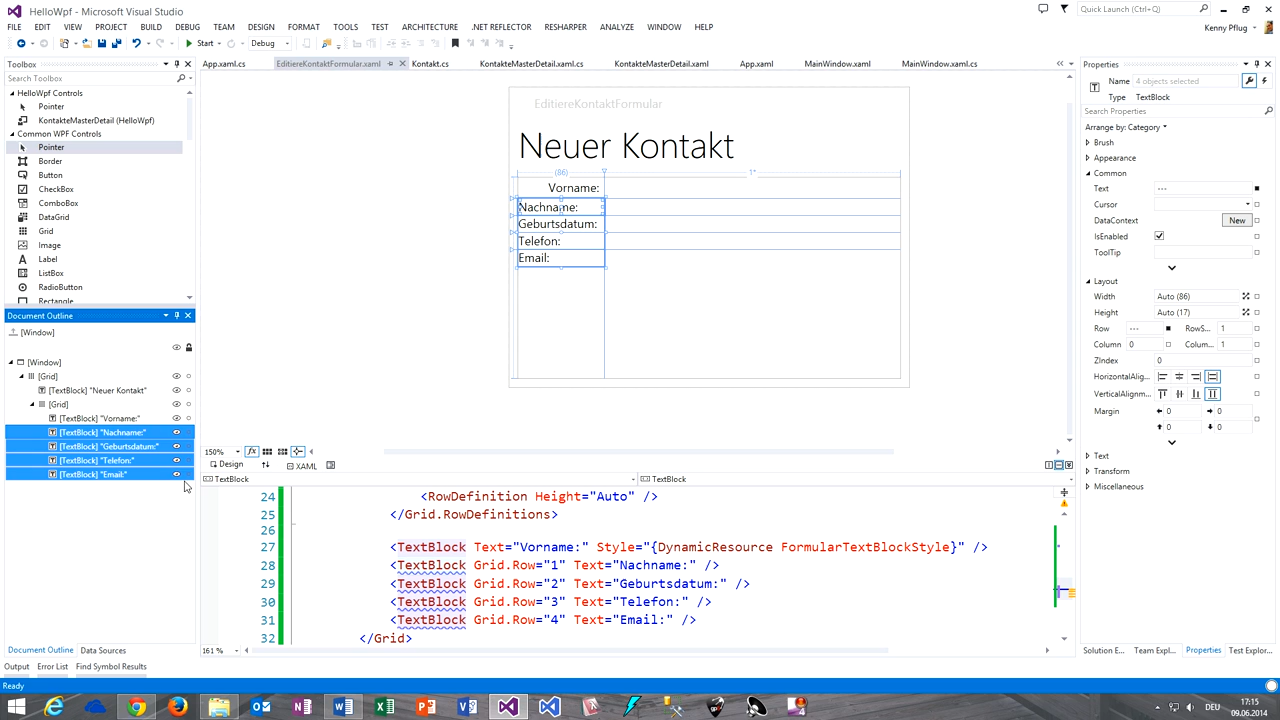 HelloWpf - Microsoft Visual Studio
Quick Launch (Ctrl+Q)
FILE EDIT VIEW PROJECT BUILD DEBUG TEAM DESIGN FORMAT TOOLS TEST ARCHITECTURE .NET REFLECTOR RESHARPER ANALYZE WINDOW HELP
Kenny Pflug
Start Debug
Toolbox
App.xaml.cs EditiereKontaktFormular.xaml Kontakt.cs KontakteMasterDetail.xaml.cs KontakteMasterDetail.xaml App.xaml MainWindow.xaml MainWindow.xaml.cs
Search Toolbox
HelloWpf Controls
Pointer
KontakteMasterDetail (HelloWpf)
Common WPF Controls
Pointer
Border
Button
CheckBox
ComboBox
DataGrid
Grid
Image
Label
ListBox
RadioButton
Rectangle
Document Outline
[Window]
[Window]
[Grid]
[TextBlock] "Neuer Kontakt"
[Grid]
[TextBlock] "Vorname:"
[TextBlock] "Nachname:"
[TextBlock] "Geburtsdatum:"
[TextBlock] "Telefon:"
[TextBlock] "Email:"
Document Outline Data Sources
EditiereKontaktFormular
Neuer Kontakt
(86) 1*
Vorname:
Nachname:
Geburtsdatum:
Telefon:
Email:
150% fx
Design XAML
TextBlock TextBlock
24 <RowDefinition Height="Auto" />
25 </Grid.RowDefinitions>
26
27 <TextBlock Text="Vorname:" Style="{DynamicResource FormularTextBlockStyle}" />
28 <TextBlock Grid.Row="1" Text="Nachname:" />
29 <TextBlock Grid.Row="2" Text="Geburtsdatum:" />
30 <TextBlock Grid.Row="3" Text="Telefon:" />
31 <TextBlock Grid.Row="4" Text="Email:" />
32 </Grid>
161 %
Properties
Name 4 objects selected
Type TextBlock
Search Properties
Arrange by: Category
Brush
Appearance
Common
Text ---
Cursor
DataContext New
IsEnabled
ToolTip
Layout
Width Auto (86)
Height Auto (17)
Row --- RowS... 1
Column 0 Colum... 1
ZIndex 0
HorizontalAlig...
VerticalAlignm...
Margin 0 0
0 0
Text
Transform
Miscellaneous
Solution E... Team Expl... Properties Test Explor...
Output Error List Find Symbol Results
Ready
DEU
17:15
09.06.2014